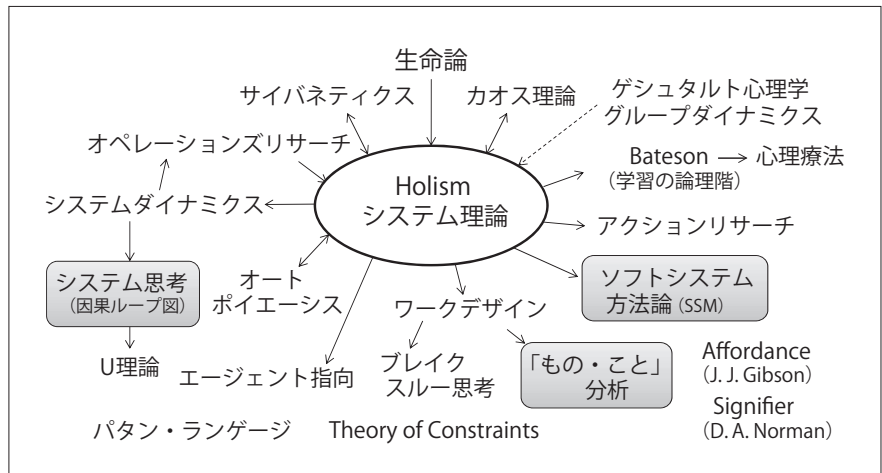 生命論
サイバネティクス
カオス理論
ゲシュタルト心理学
グループダイナミクス
オペレーションズリサーチ
Bateson → 心理療法
(学習の論理階)
Holism
システム理論
システムダイナミクス
アクションリサーチ
システム思考
(因果ループ図)
オート
ポイエーシス
ソフトシステム
方法論(SSM)
ワークデザイン
U理論
エージェント指向
ブレイク
スルー思考
「もの・こと」
分析
Affordance
(J. J. Gibson)
Signifier
(D. A. Norman)
パタン・ランゲージ
Theory of Constraints